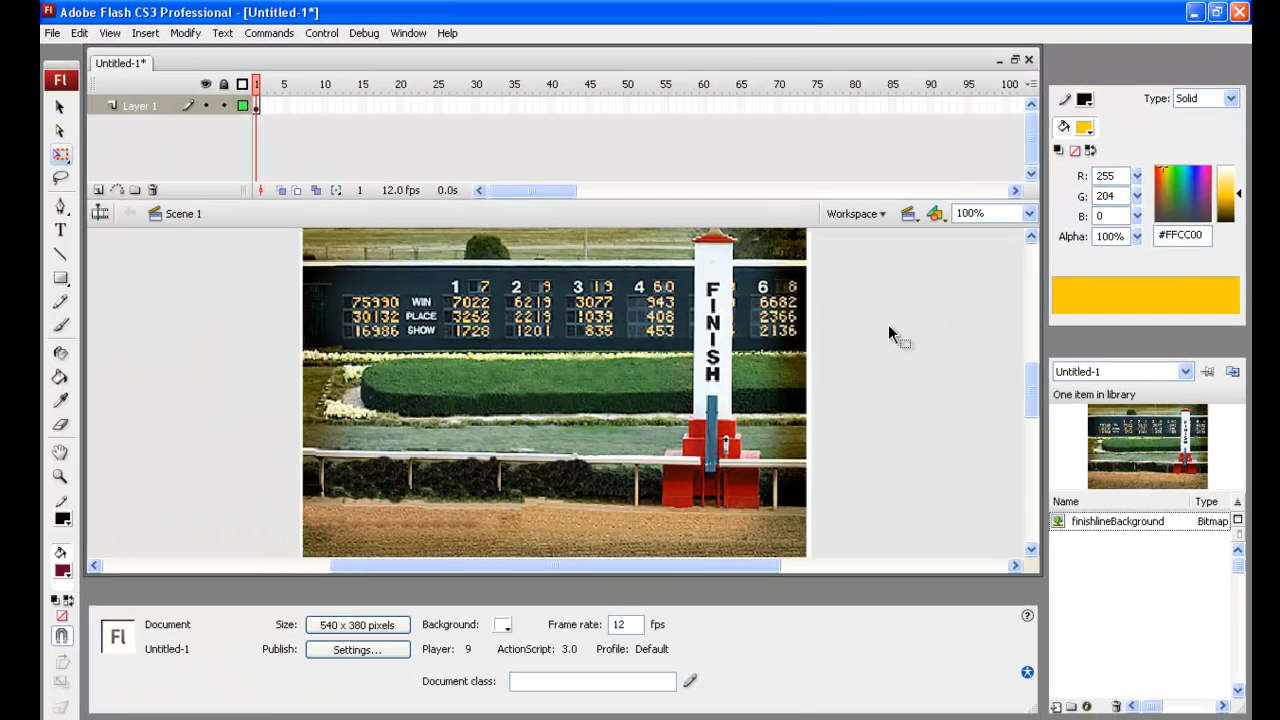 Adobe Flash CS3 Professional - [Untitled-1*]
File Edit View Insert Modify Text Commands Control Debug Window Help
Untitled-1*
1 5 10 15 20 25 30 35 40 45 50 55 60 65 70 75 80 85 90 95 100
Fl
Layer 1
1 12.0 fps 0.0s
Scene 1 Workspace 100%
Type: Solid
R: 255
G: 204
B: 0
Alpha: 100% #FFCC00
1 7 2 9 3 19 4 60 6 8
75990 WIN 7022 6219 3077 943 6682
30132 PLACE 3252 2219 1039 408 2366
16986 SHOW 1728 1201 835 453 2136
FINISH
Untitled-1
One item in library
Name Type
finishlineBackground Bitmap
Fl
Document
Untitled-1
Size: 540 x 380 pixels Background: Frame rate: 12 fps
Publish: Settings... Player: 9 ActionScript: 3.0 Profile: Default
Document class: